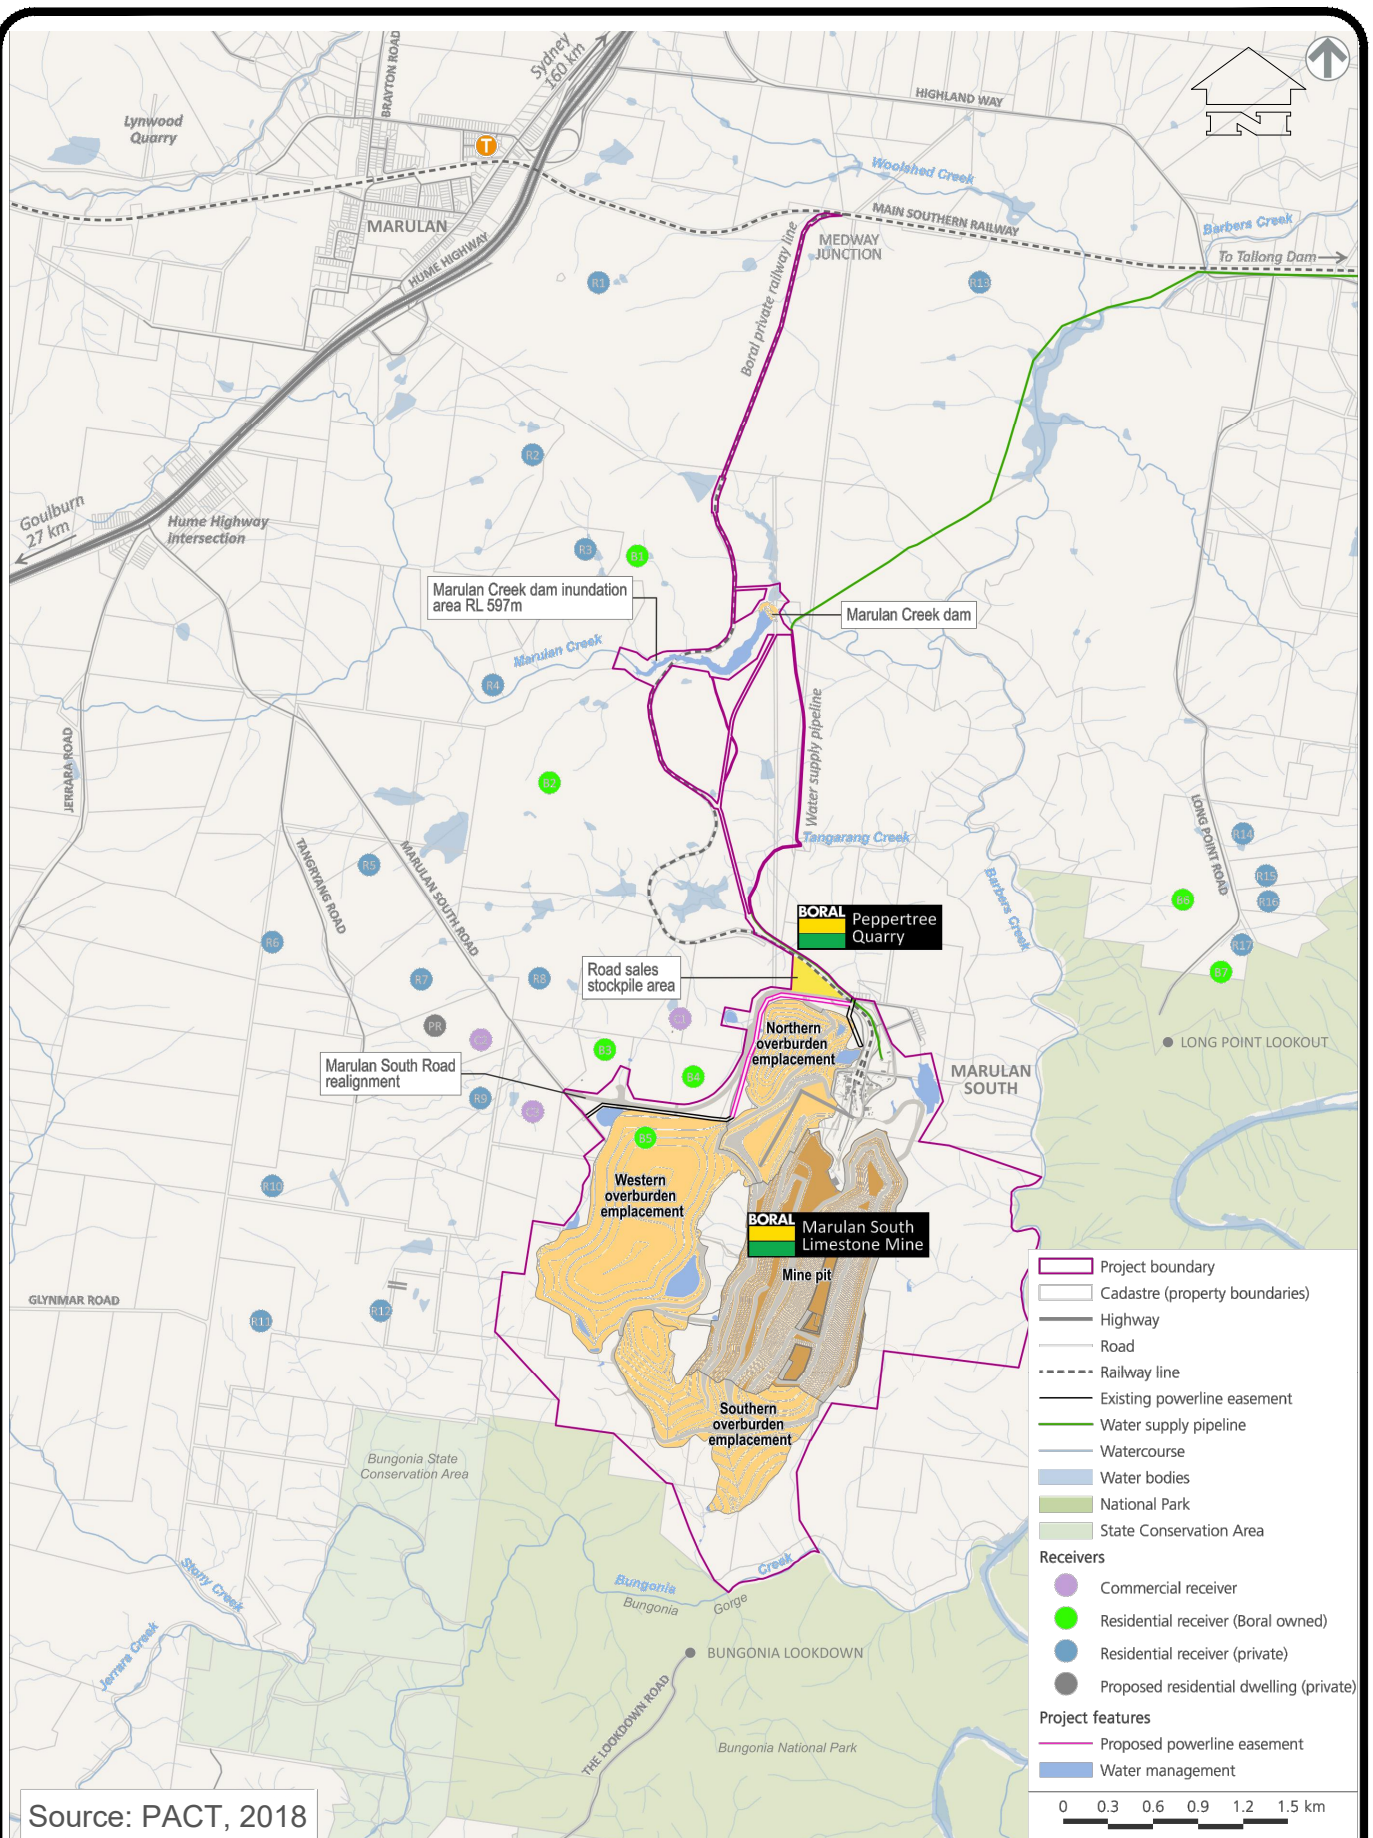 Sydney
160 km
BRAYTON ROAD
HIGHLAND WAY
N
Lynwood
Quarry
T
Woolshed Creek
MARULAN
HUME HIGHWAY
MAIN SOUTHERN RAILWAY
Barbers Creek
MEDWAY
JUNCTION
To Tallong Dam
R1
R13
Boral private railway line
R2
Goulburn
27 km
Hume Highway
intersection
R3
B1
Marulan Creek dam inundation
area RL 597m
Marulan Creek dam
Marulan Creek
R4
Water supply pipeline
JERRARA ROAD
B2
Tangarang Creek
LONG POINT ROAD
R14
R5
MARULAN SOUTH ROAD
TANGRYANG ROAD
Barbers Creek
R15
B6
R16
BORAL
Peppertree
Quarry
R6
R17
B7
R7
R8
Road sales
stockpile area
PR
C1
C2
Northern
overburden
emplacement
LONG POINT LOOKOUT
B3
B4
Marulan South Road
realignment
MARULAN
SOUTH
R9
C3
B5
R10
Western
overburden
emplacement
BORAL
Marulan South
Limestone Mine
Mine pit
GLYNMAR ROAD
R11
R12
Southern
overburden
emplacement
Bungonia State
Conservation Area
Stony Creek
Bungonia
Creek
Bungonia
Gorge
Jerrara Creek
BUNGONIA LOOKDOWN
THE LOOKDOWN ROAD
Bungonia National Park
Project boundary
Cadastre (property boundaries)
Highway
Road
Railway line
Existing powerline easement
Water supply pipeline
Watercourse
Water bodies
National Park
State Conservation Area
Receivers
Commercial receiver
Residential receiver (Boral owned)
Residential receiver (private)
Proposed residential dwelling (private)
Project features
Proposed powerline easement
Water management
0 0.3 0.6 0.9 1.2 1.5 km
Source: PACT, 2018